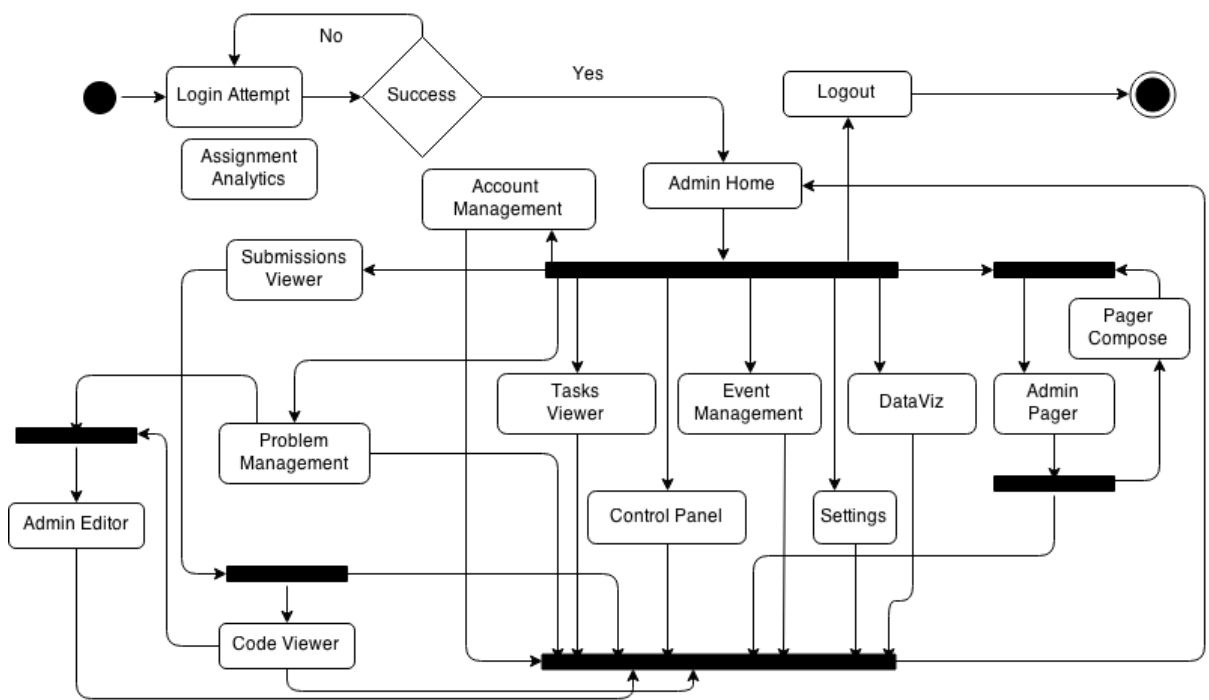 No
Yes
Login Attempt
Success
Logout
Assignment
Analytics
Account
Management
Admin Home
Submissions
Viewer
Pager
Compose
Tasks
Viewer
Event
Management
DataViz
Admin
Pager
Problem
Management
Admin Editor
Control Panel
Settings
Code Viewer